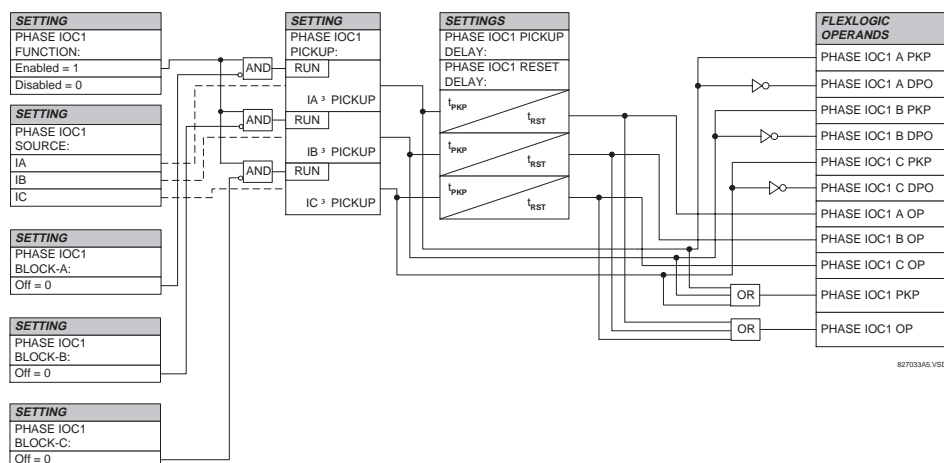 SETTING
PHASE IOC1
FUNCTION:
Enabled = 1
Disabled = 0
SETTING
PHASE IOC1
SOURCE:
IA
IB
IC
SETTING
PHASE IOC1
BLOCK-A:
Off = 0
SETTING
PHASE IOC1
BLOCK-B:
Off = 0
SETTING
PHASE IOC1
BLOCK-C:
Off = 0
AND
AND
AND
SETTING
PHASE IOC1
PICKUP:
RUN
IA ³ PICKUP
RUN
IB ³ PICKUP
RUN
IC ³ PICKUP
SETTINGS
PHASE IOC1 PICKUP
DELAY:
PHASE IOC1 RESET
DELAY:
tPKP
tRST
tPKP
tRST
tPKP
tRST
OR
OR
FLEXLOGIC
OPERANDS
PHASE IOC1 A PKP
PHASE IOC1 A DPO
PHASE IOC1 B PKP
PHASE IOC1 B DPO
PHASE IOC1 C PKP
PHASE IOC1 C DPO
PHASE IOC1 A OP
PHASE IOC1 B OP
PHASE IOC1 C OP
PHASE IOC1 PKP
PHASE IOC1 OP
827033A5.VSD